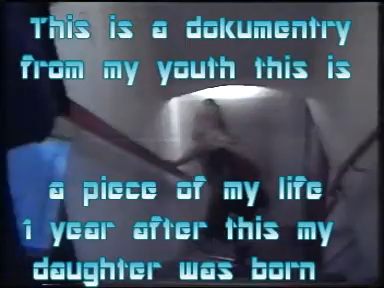 This is a dokumentry
from my youth this is
a piece of my life
1 year after this my
daughter was born